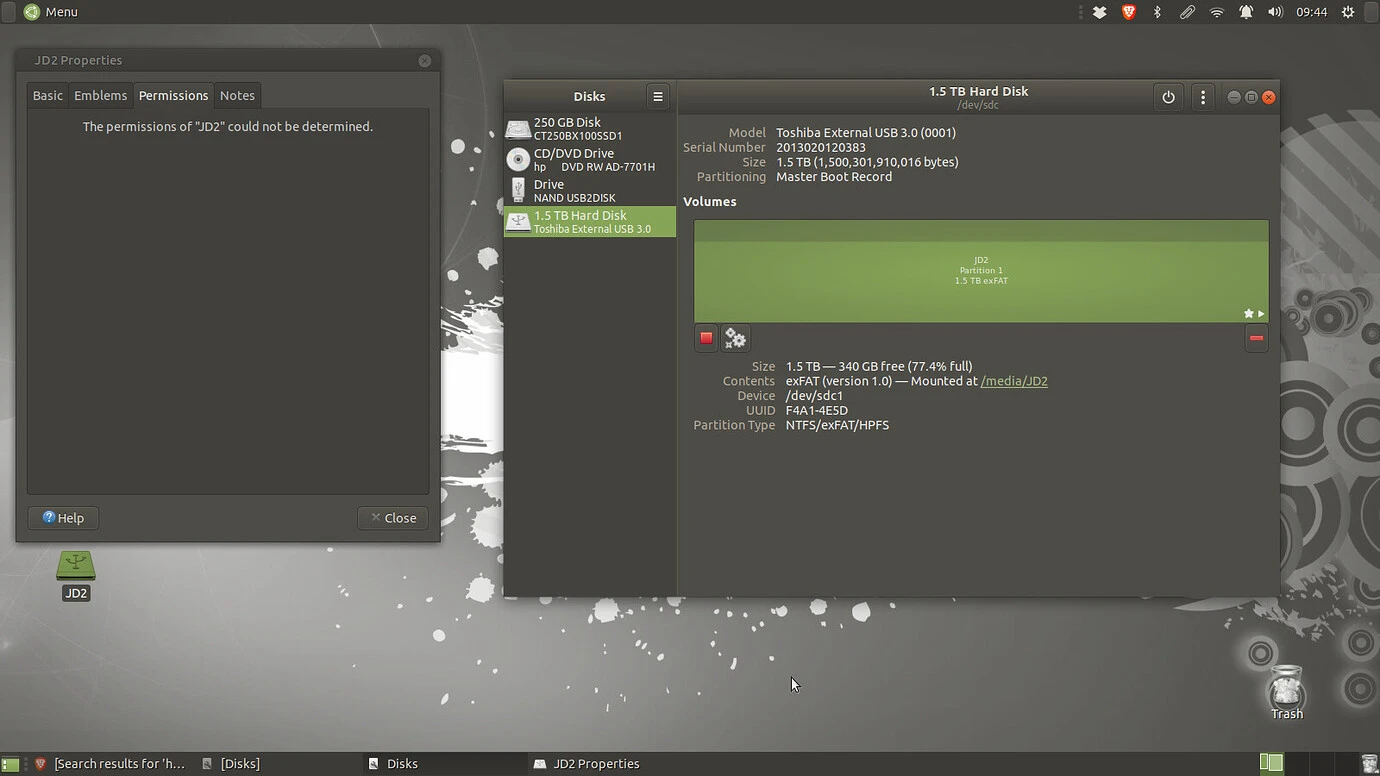 Menu
09:44
JD2 Properties
Basic Emblems Permissions Notes
The permissions of "JD2" could not be determined.
Help
Close
JD2
Disks
250 GB Disk
CT250BX100SSD1
CD/DVD Drive
hp DVD RW AD-7701H
Drive
NAND USB2DISK
1.5 TB Hard Disk
Toshiba External USB 3.0
1.5 TB Hard Disk
/dev/sdc
Model Toshiba External USB 3.0 (0001)
Serial Number 2013020120383
Size 1.5 TB (1,500,301,910,016 bytes)
Partitioning Master Boot Record
Volumes
JD2
Partition 1
1.5 TB exFAT
Size 1.5 TB — 340 GB free (77.4% full)
Contents exFAT (version 1.0) — Mounted at /media/JD2
Device /dev/sdc1
UUID F4A1-4E5D
Partition Type NTFS/exFAT/HPFS
Trash
[Search results for 'h...
[Disks]
Disks
JD2 Properties